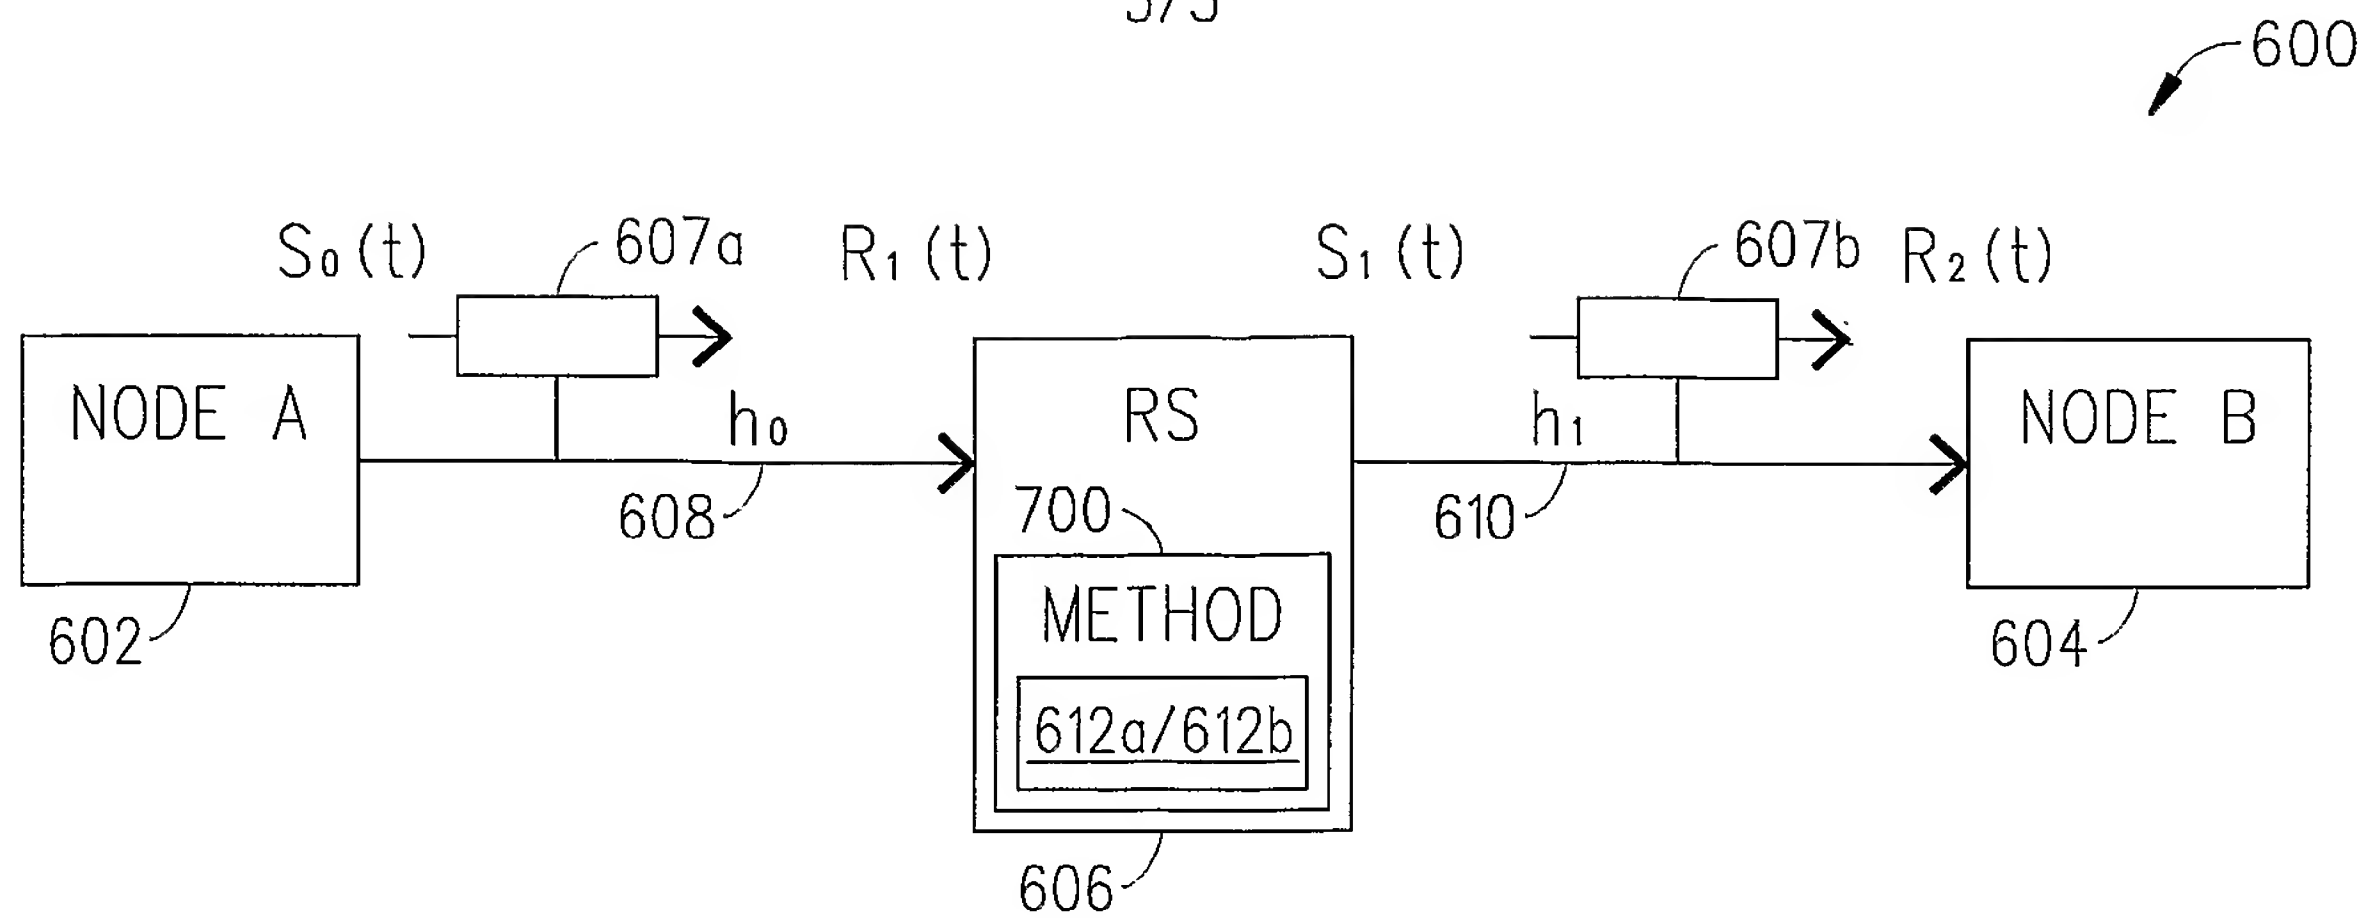 600
S₀(t)
607a
R₁(t)
S₁(t)
607b
R₂(t)
NODE A
h₀
RS
h₁
NODE B
608
700
610
METHOD
602
604
612a/612b
606